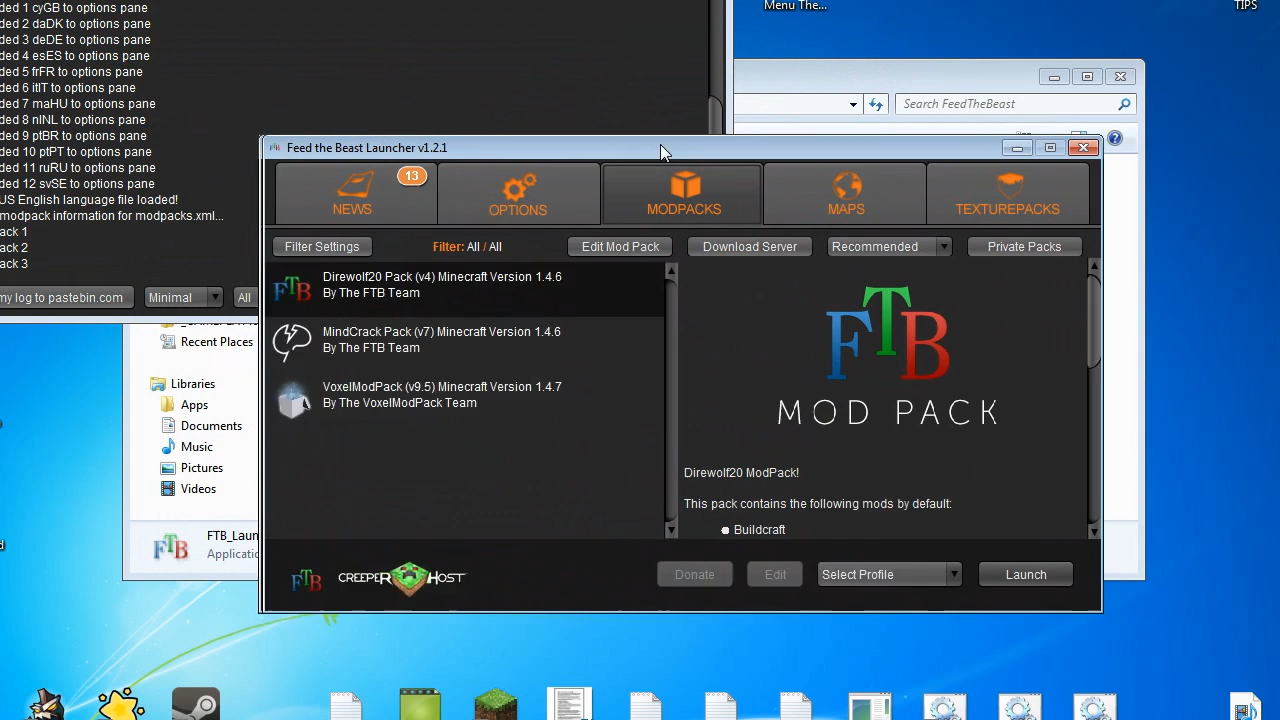 Menu The...
TIPS
ded 1 cyGB to options pane
ded 2 daDK to options pane
ded 3 deDE to options pane
ded 4 esES to options pane
ded 5 frFR to options pane
ded 6 itIT to options pane
ded 7 maHU to options pane
ded 8 nlNL to options pane
ded 9 ptBR to options pane
ded 10 ptPT to options pane
ded 11 ruRU to options pane
ded 12 svSE to options pane
US English language file loaded!
modpack information for modpacks.xml...
ack 1
ack 2
ack 3
my log to pastebin.com
Minimal
All
Search FeedTheBeast
Recent Places
Libraries
Apps
Documents
Music
Pictures
Videos
FTB
FTB_Laun
Applicatio
Feed the Beast Launcher v1.2.1
NEWS
13
OPTIONS
MODPACKS
MAPS
TEXTUREPACKS
Filter Settings
Filter: All / All
Edit Mod Pack
Download Server
Recommended
Private Packs
FTB
Direwolf20 Pack (v4) Minecraft Version 1.4.6
By The FTB Team
MindCrack Pack (v7) Minecraft Version 1.4.6
By The FTB Team
VoxelModPack (v9.5) Minecraft Version 1.4.7
By The VoxelModPack Team
FTB
MOD PACK
Direwolf20 ModPack!
This pack contains the following mods by default:
Buildcraft
FTB
CREEPER HOST
Donate
Edit
Select Profile
Launch